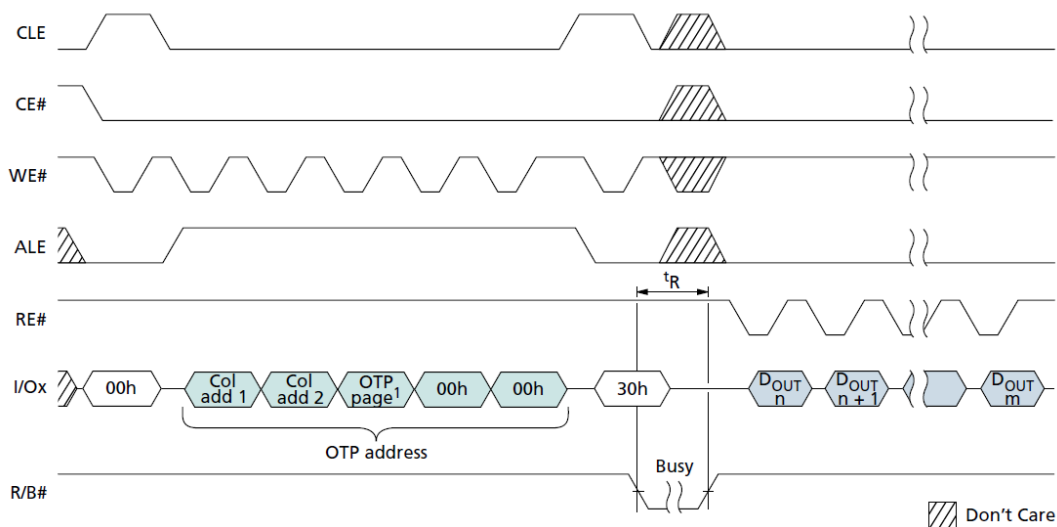 CLE
CE#
WE#
ALE
tR
RE#
I/Ox
00h
Col add 1
Col add 2
OTP page1
00h
00h
30h
DOUT n
DOUT n + 1
DOUT m
OTP address
Busy
R/B#
Don't Care